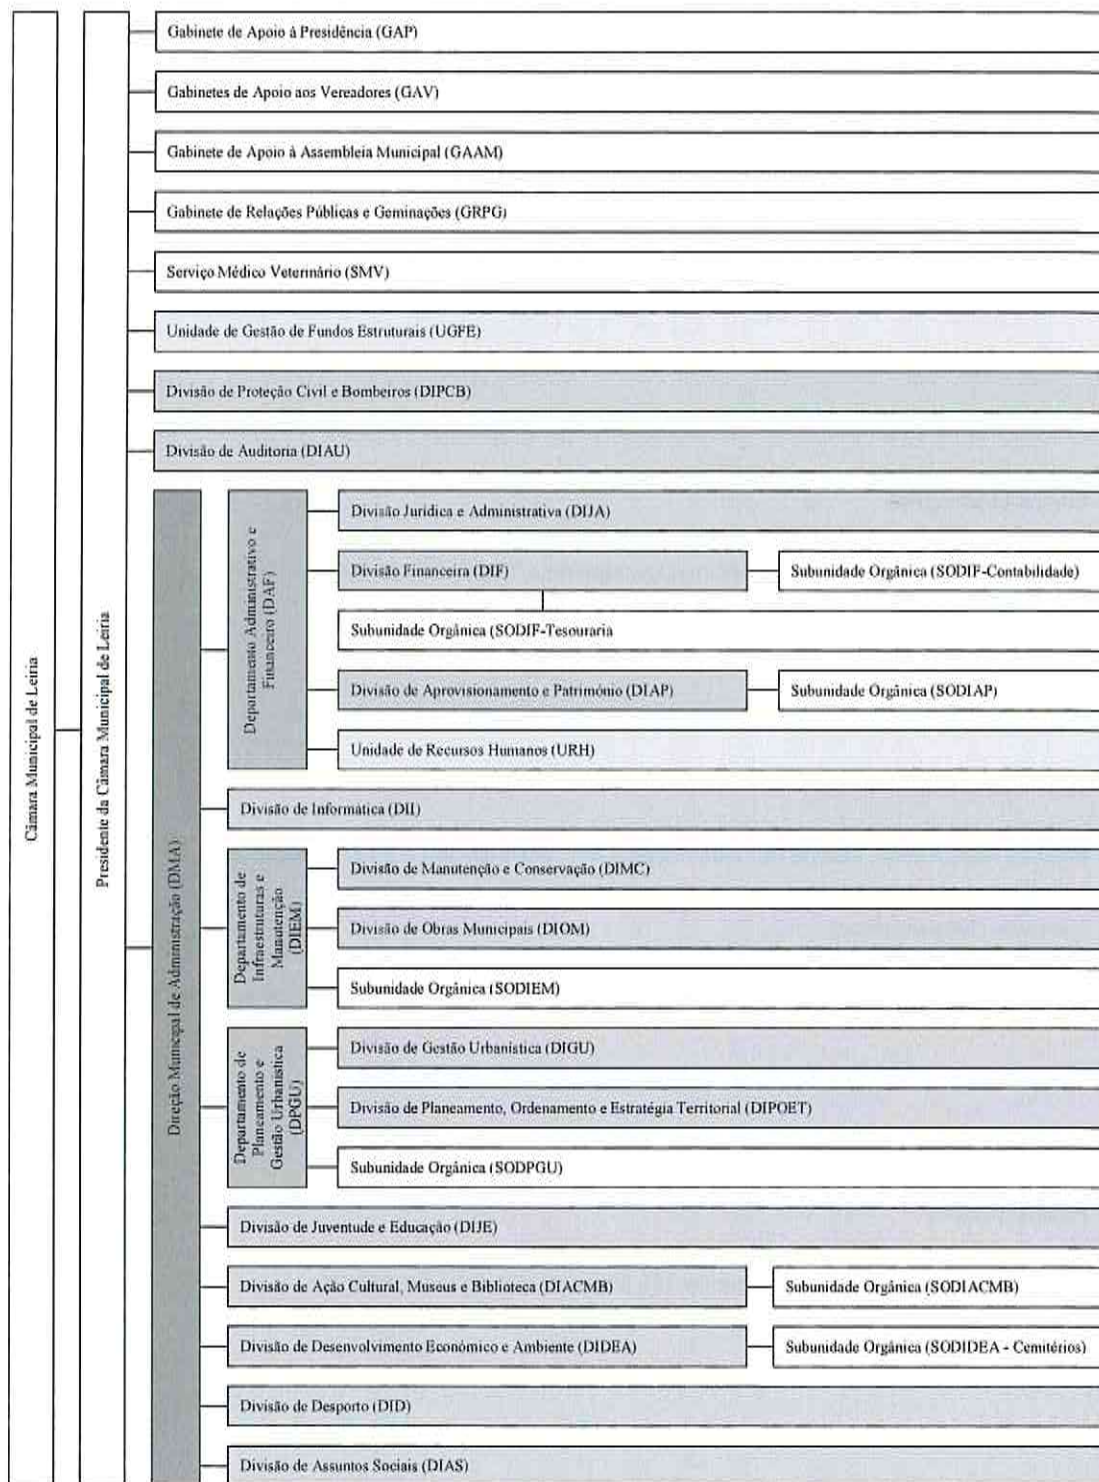 Câmara Municipal de Leiria
Presidente da Câmara Municipal de Leiria
Gabinete de Apoio à Presidência (GAP)
Gabinetes de Apoio aos Vereadores (GAV)
Gabinete de Apoio à Assembleia Municipal (GAAM)
Gabinete de Relações Públicas e Geminações (GRPG)
Serviço Médico Veterinário (SMV)
Unidade de Gestão de Fundos Estruturais (UGFE)
Divisão de Proteção Civil e Bombeiros (DIPCB)
Divisão de Auditoria (DIAU)
Direção Municipal de Administração (DMA)
Departamento Administrativo e
Financeiro (DAF)
Divisão Jurídica e Administrativa (DIJA)
Divisão Financeira (DIF)
Subunidade Orgânica (SODIF-Contabilidade)
Subunidade Orgânica (SODIF-Tesouraria
Divisão de Aprovisionamento e Património (DIAP)
Subunidade Orgânica (SODIAP)
Unidade de Recursos Humanos (URH)
Divisão de Informática (DII)
Departamento de
Infraestruturas e
Manutenção
(DIEM)
Divisão de Manutenção e Conservação (DIMC)
Divisão de Obras Municipais (DIOM)
Subunidade Orgânica (SODIEM)
Departamento de
Planeamento e
Gestão Urbanística
(DPGU)
Divisão de Gestão Urbanística (DIGU)
Divisão de Planeamento, Ordenamento e Estratégia Territorial (DIPOET)
Subunidade Orgânica (SODPGU)
Divisão de Juventude e Educação (DIJE)
Divisão de Ação Cultural, Museus e Biblioteca (DIACMB)
Subunidade Orgânica (SODIACMB)
Divisão de Desenvolvimento Económico e Ambiente (DIDEA)
Subunidade Orgânica (SODIDEA - Cemitérios)
Divisão de Desporto (DID)
Divisão de Assuntos Sociais (DIAS)